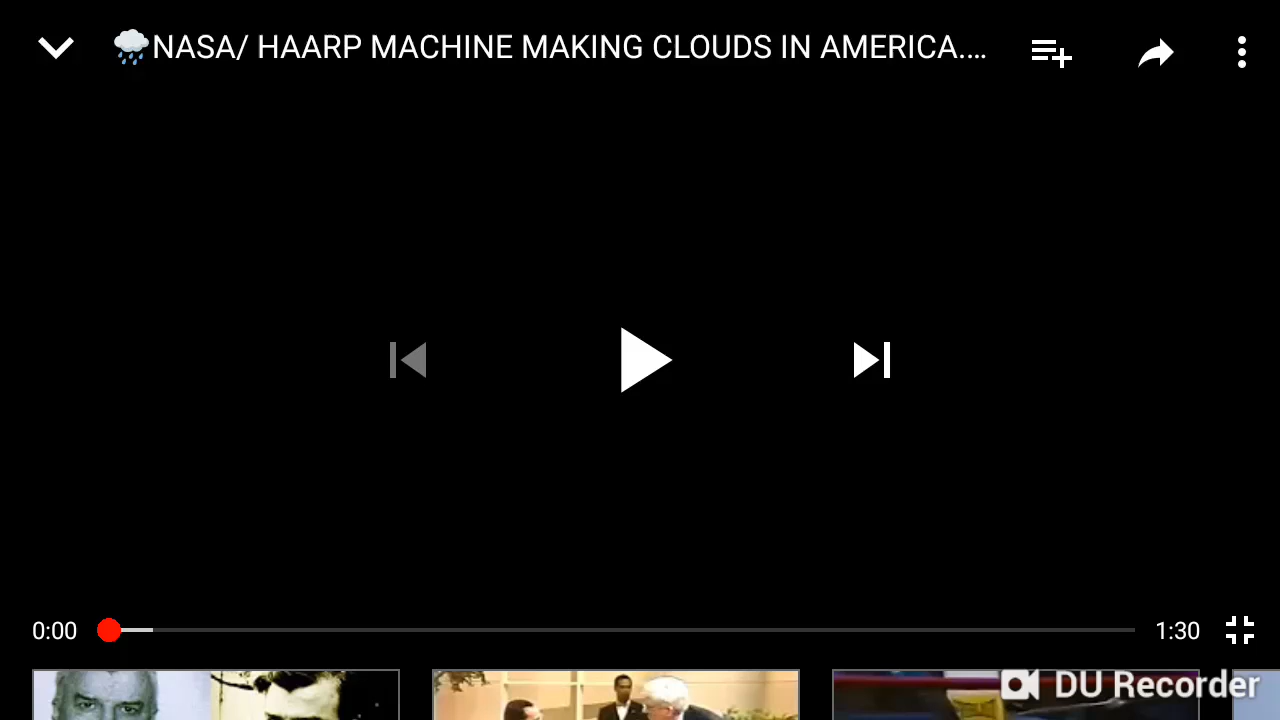 🌧️NASA/ HAARP MACHINE MAKING CLOUDS IN AMERICA....
0:00
1:30
DU Recorder